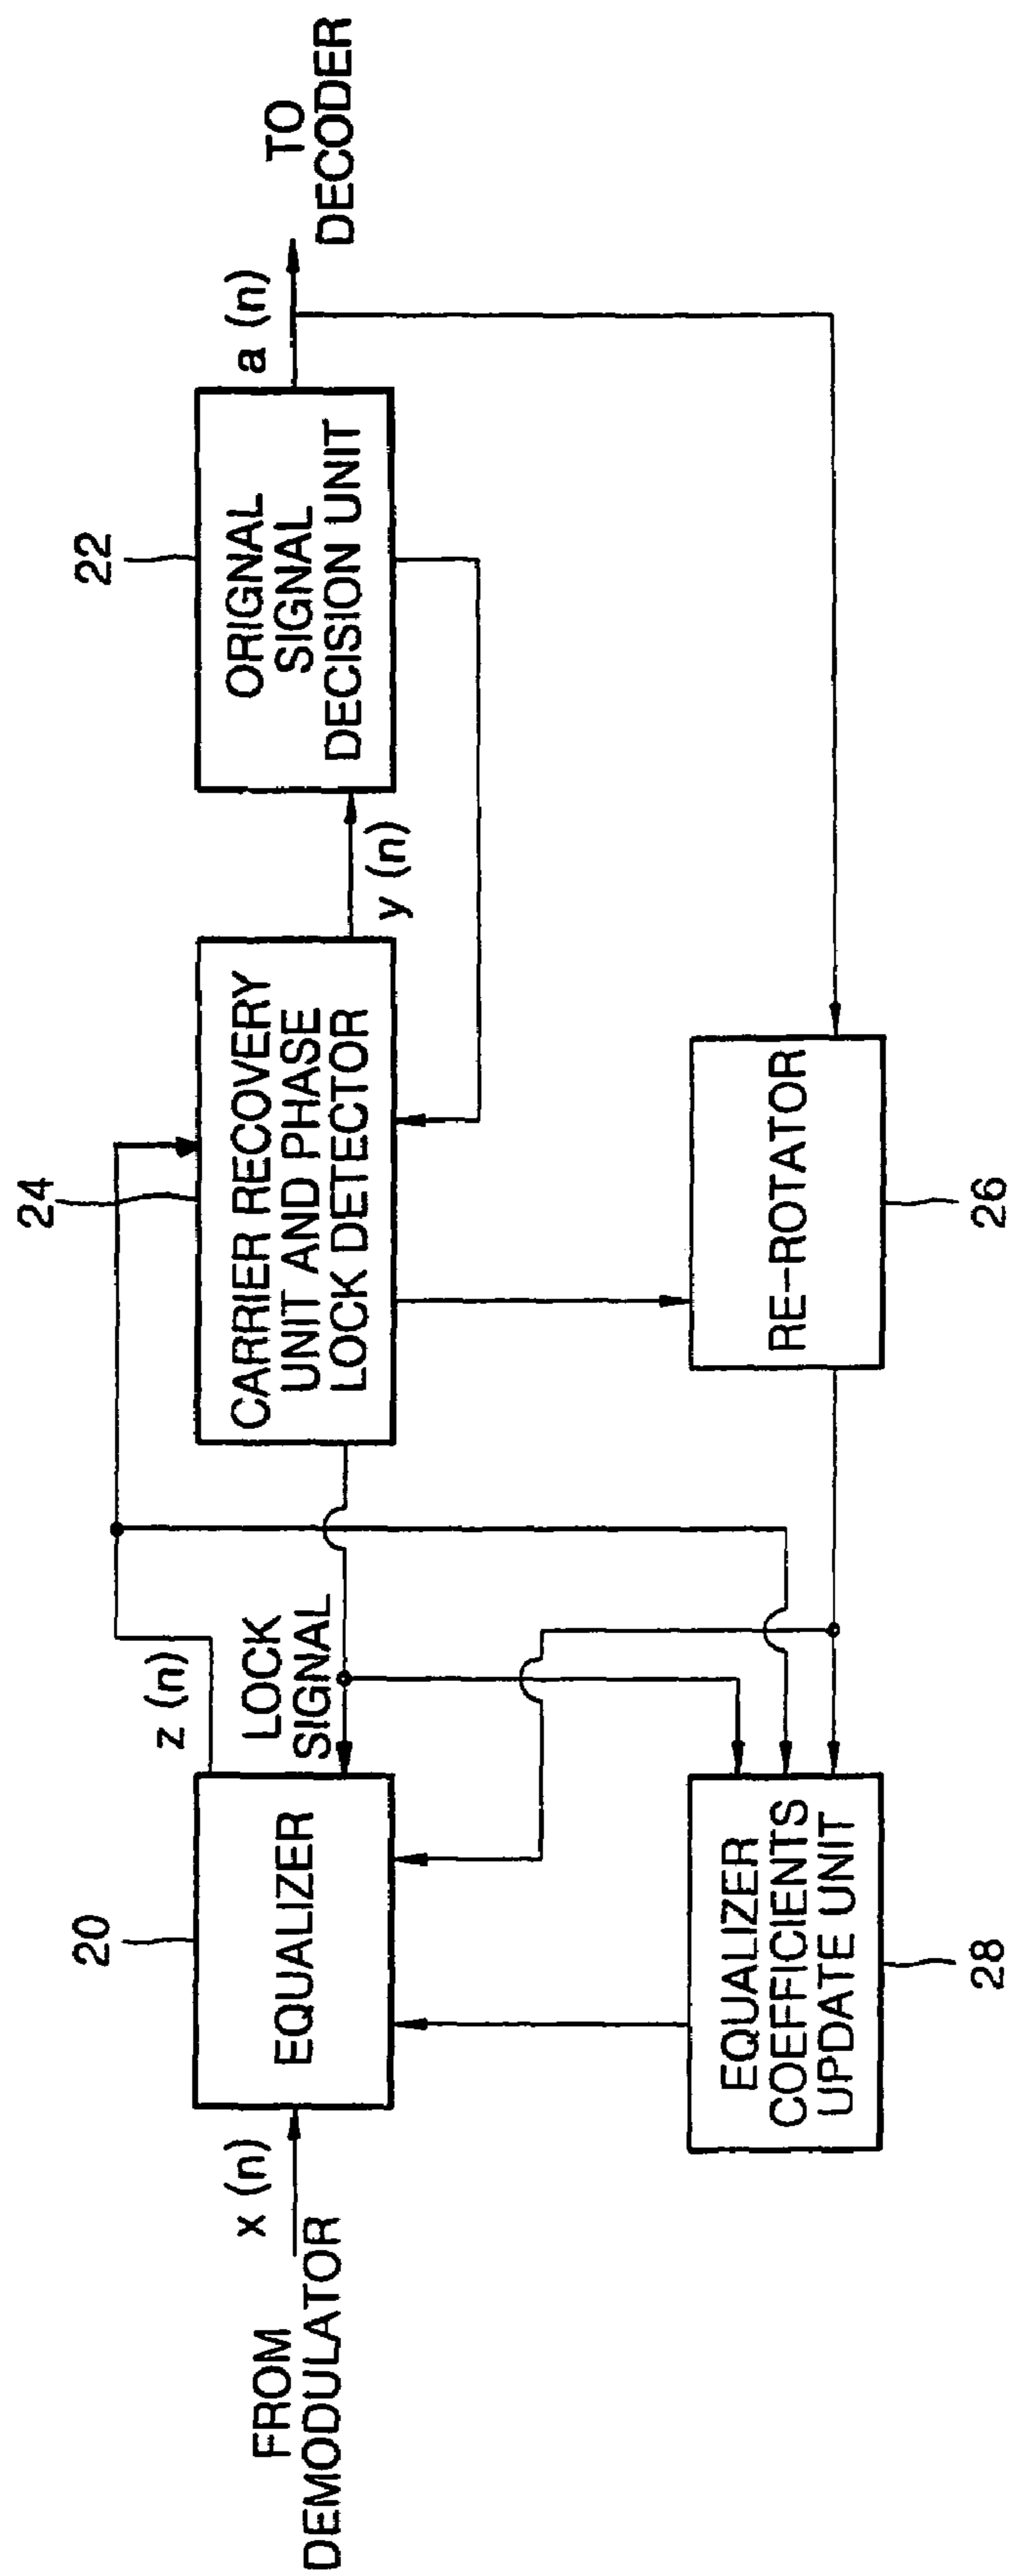 FROM
DEMODULATOR
x (n)
20
EQUALIZER
z (n)
LOCK
SIGNAL
24
CARRIER RECOVERY
UNIT AND PHASE
LOCK DETECTOR
y (n)
22
ORIGNAL
SIGNAL
DECISION UNIT
a (n)
TO
DECODER
EQUALIZER
COEFFICIENTS
UPDATE UNIT
28
RE-ROTATOR
26